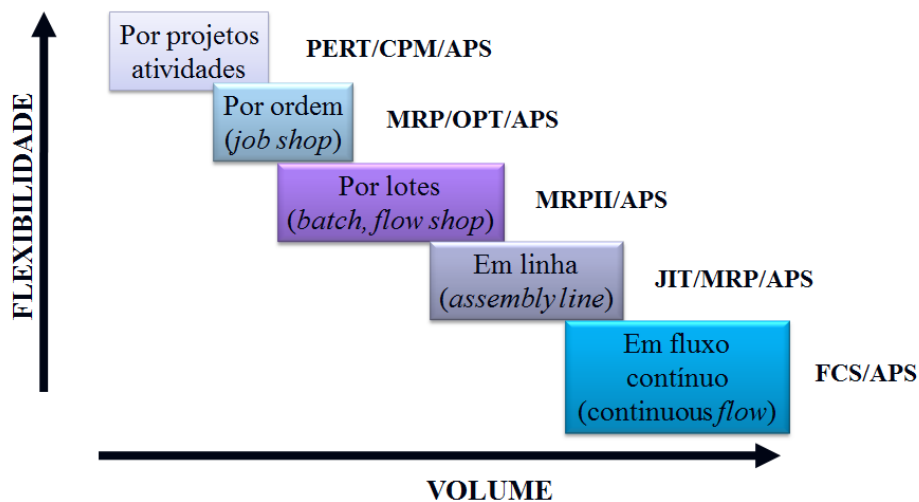 FLEXIBILIDADE
Por projetos
atividades
PERT/CPM/APS
Por ordem
(job shop)
MRP/OPT/APS
Por lotes
(batch, flow shop)
MRPII/APS
Em linha
(assembly line)
JIT/MRP/APS
Em fluxo
contínuo
(continuous flow)
FCS/APS
VOLUME